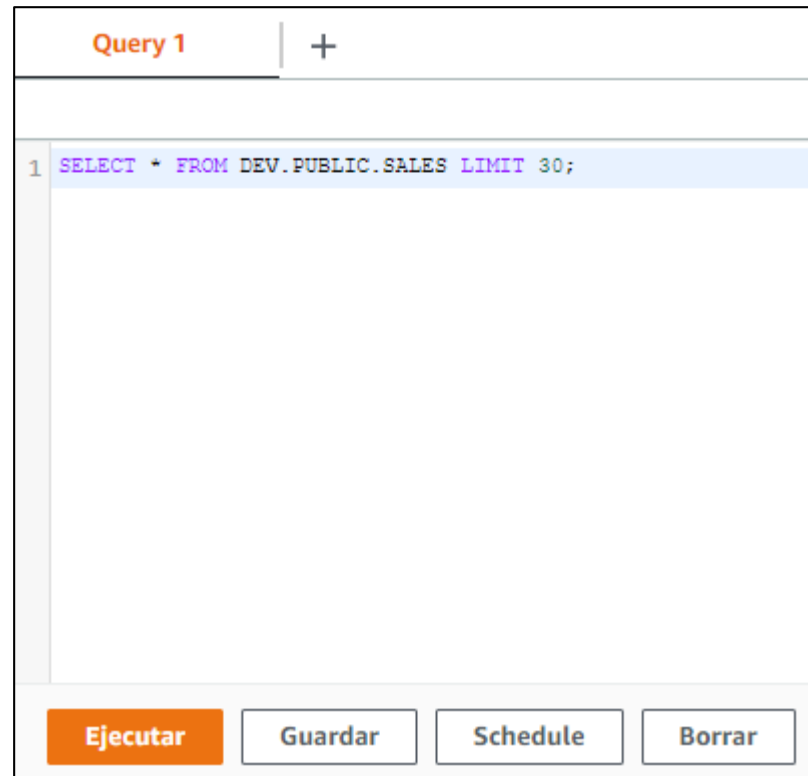 Query 1 +
1 SELECT * FROM DEV.PUBLIC.SALES LIMIT 30;
Ejecutar Guardar Schedule Borrar